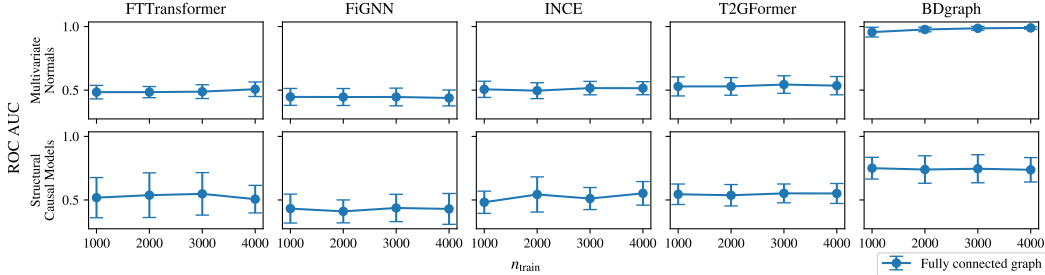 FTTransformer FiGNN INCE T2GFormer BDgraph
ROC AUC
Multivariate
Normals
1.0
0.5
Structural
Causal Models
1.0
0.5
1000 2000 3000 4000 1000 2000 3000 4000 1000 2000 3000 4000 1000 2000 3000 4000 1000 2000 3000 4000
n_train
Fully connected graph